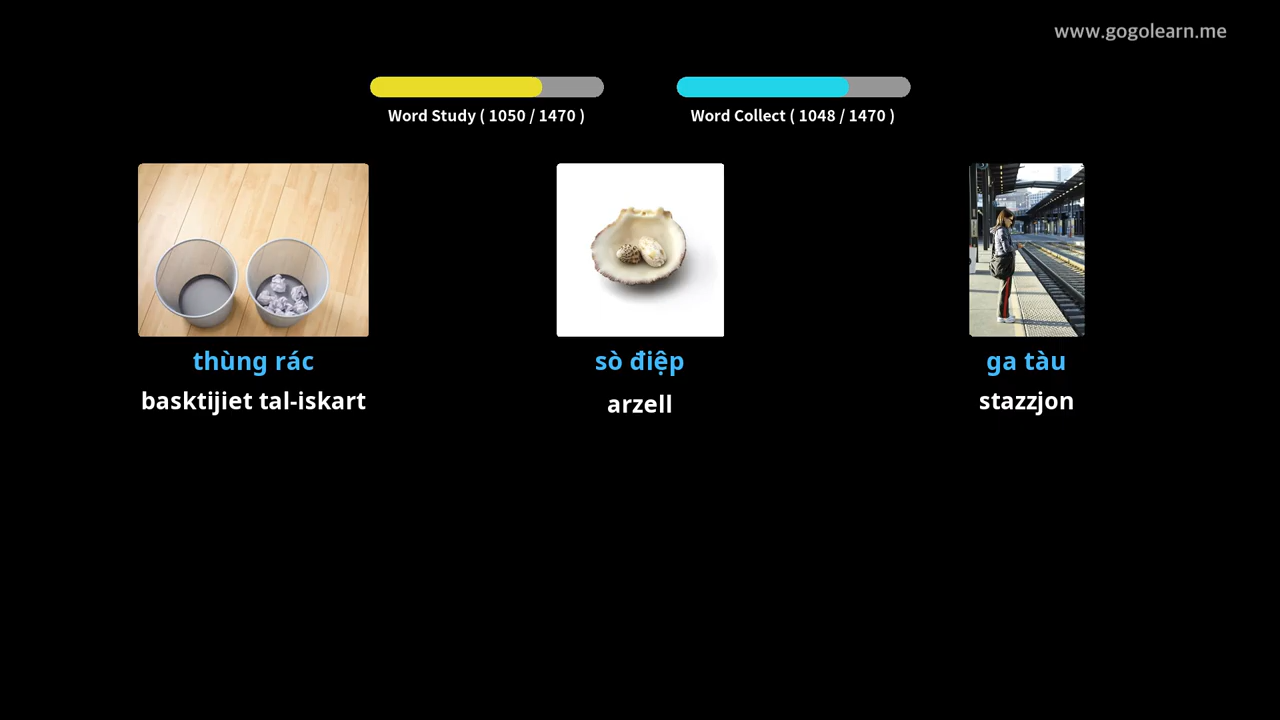 www.gogolearn.me
Word Study ( 1050 / 1470 )
Word Collect ( 1048 / 1470 )
thùng rác
sò điệp
ga tàu
basktijiet tal-iskart
arzell
stazzjon